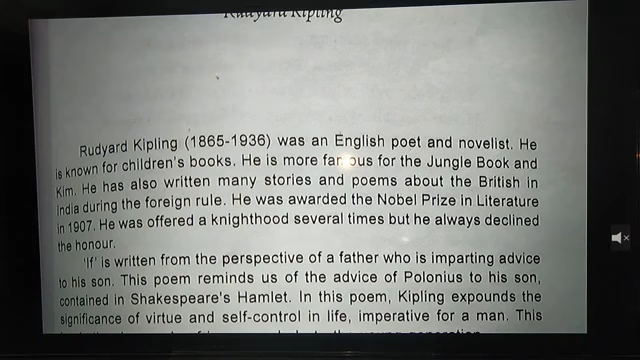 Rudyard Kipling
Rudyard Kipling (1865-1936) was an English poet and novelist. He
is known for children's books. He is more famous for the Jungle Book and
Kim. He has also written many stories and poems about the British in
India during the foreign rule. He was awarded the Nobel Prize in Literature
in 1907. He was offered a knighthood several times but he always declined
the honour.
'If' is written from the perspective of a father who is imparting advice
to his son. This poem reminds us of the advice of Polonius to his son,
contained in Shakespeare's Hamlet. In this poem, Kipling expounds the
significance of virtue and self-control in life, imperative for a man. This